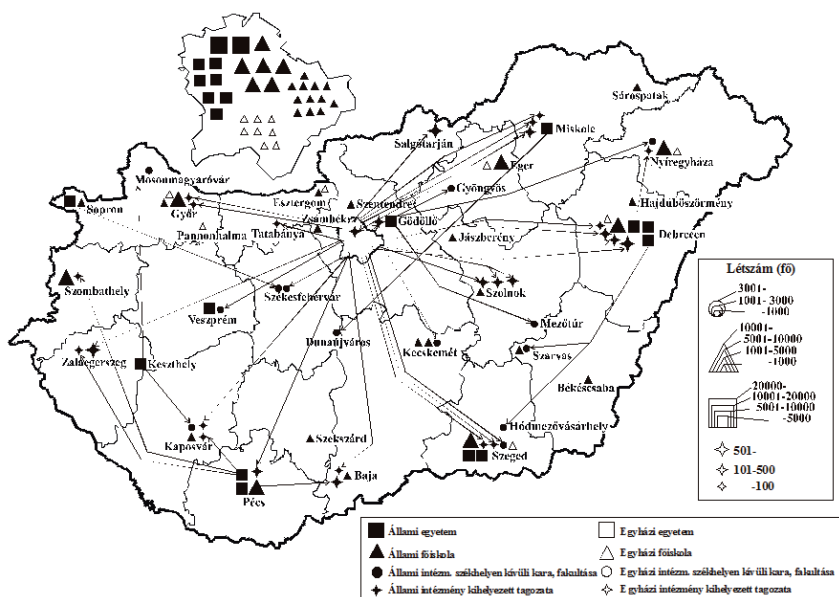 Sárospatak
Miskolc
Salgótarján
Nyíregyháza
Eger
Mosonmagyaróvár
Esztergom
Szentendre
Gyöngyös
Hajdúböszörmény
Sopron
Győr
Zsámbék
Gödöllő
Pannonhalma
Tatabánya
Jászberény
Debrecen
Szombathely
Székesfehérvár
Szolnok
Veszprém
Mezőtúr
Dunaújváros
Kecskemét
Szarvas
Zalaegerszeg
Keszthely
Békéscsaba
Hódmezővásárhely
Kaposvár
Szekszárd
Szeged
Baja
Pécs
Létszám (fő)
3001-
1001- 3000
-1000
10001-
5001-10000
1001-5000
-1000
20000-
10001-20000
5001-10000
-5000
501-
101-500
-100
Állami egyetem
Egyházi egyetem
Állami főiskola
Egyházi főiskola
Állami intézm. székhelyen kívüli kara, fakultása
Egyházi intézm. székhelyen kívüli kara, fakultása
Állami intézmény kihelyezett tagozata
Egyházi intézmény kihelyezett tagozata